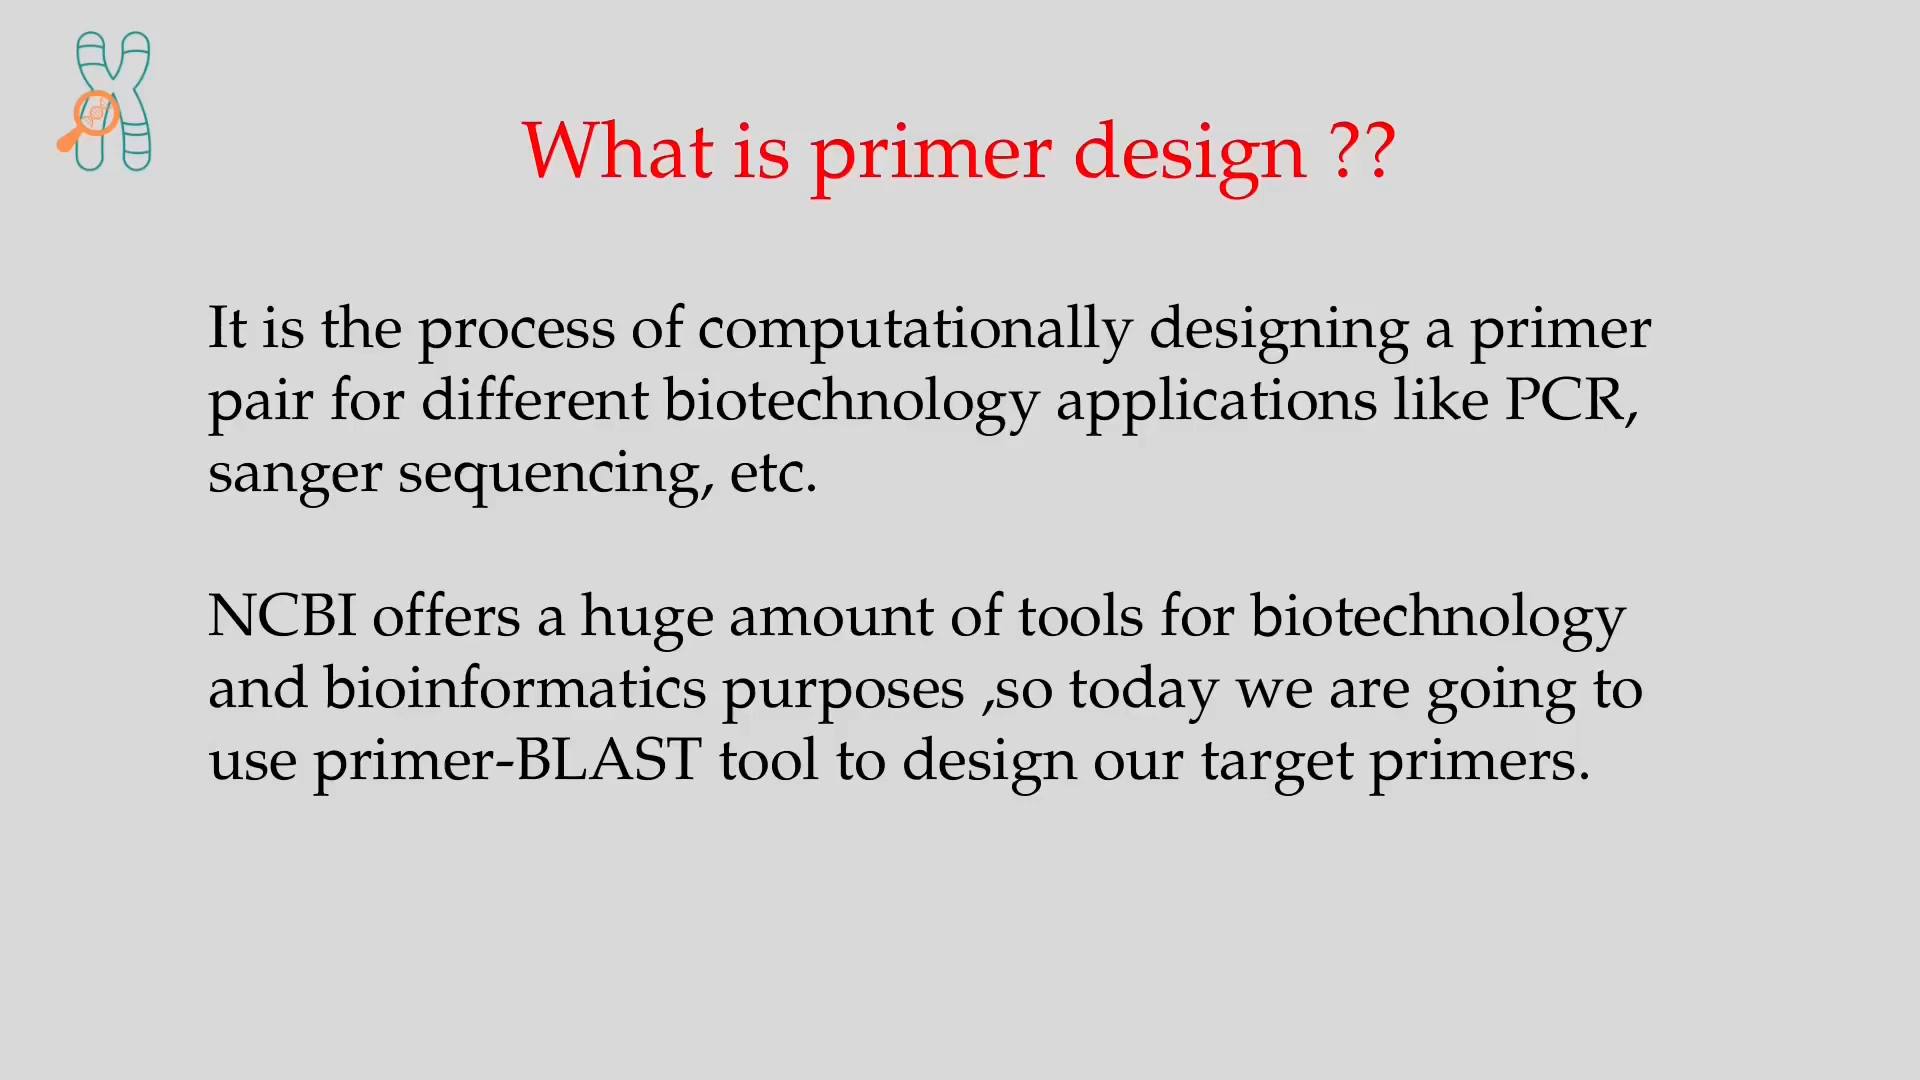 What is primer design ??
It is the process of computationally designing a primer
pair for different biotechnology applications like PCR,
sanger sequencing, etc.
NCBI offers a huge amount of tools for biotechnology
and bioinformatics purposes ,so today we are going to
use primer-BLAST tool to design our target primers.